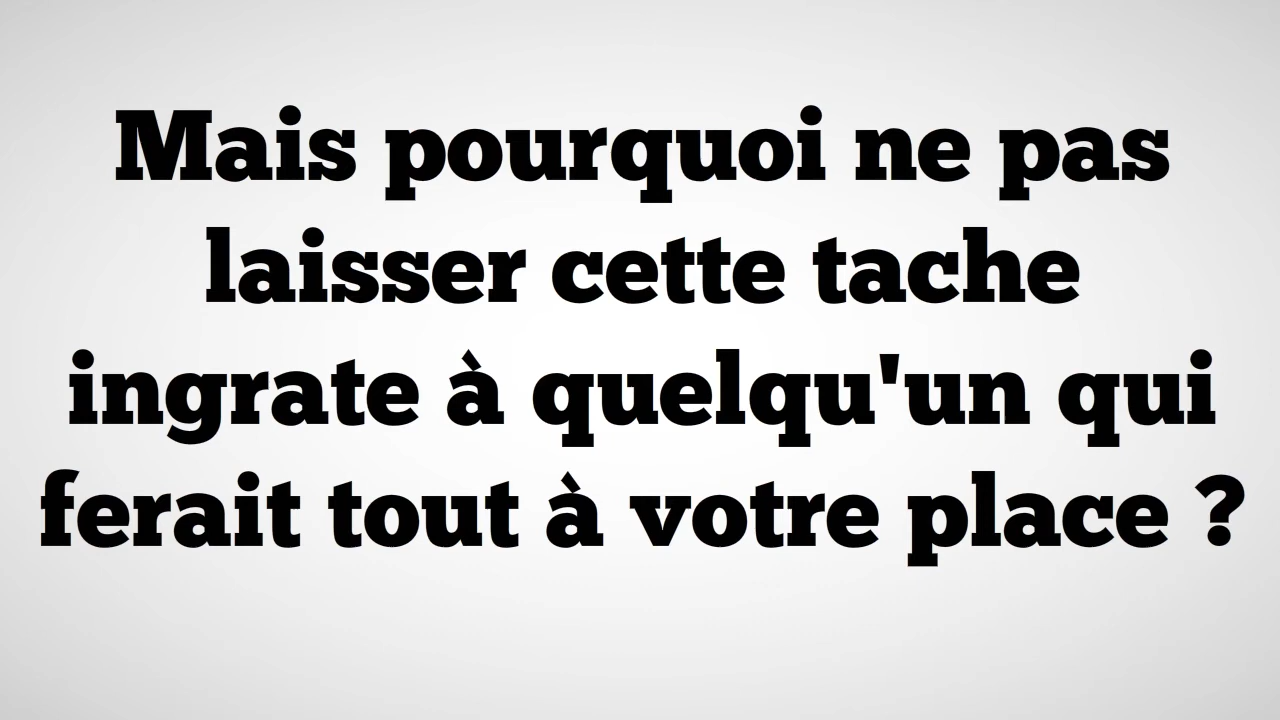 Mais pourquoi ne pas
laisser cette tache
ingrate à quelqu'un qui
ferait tout à votre place ?